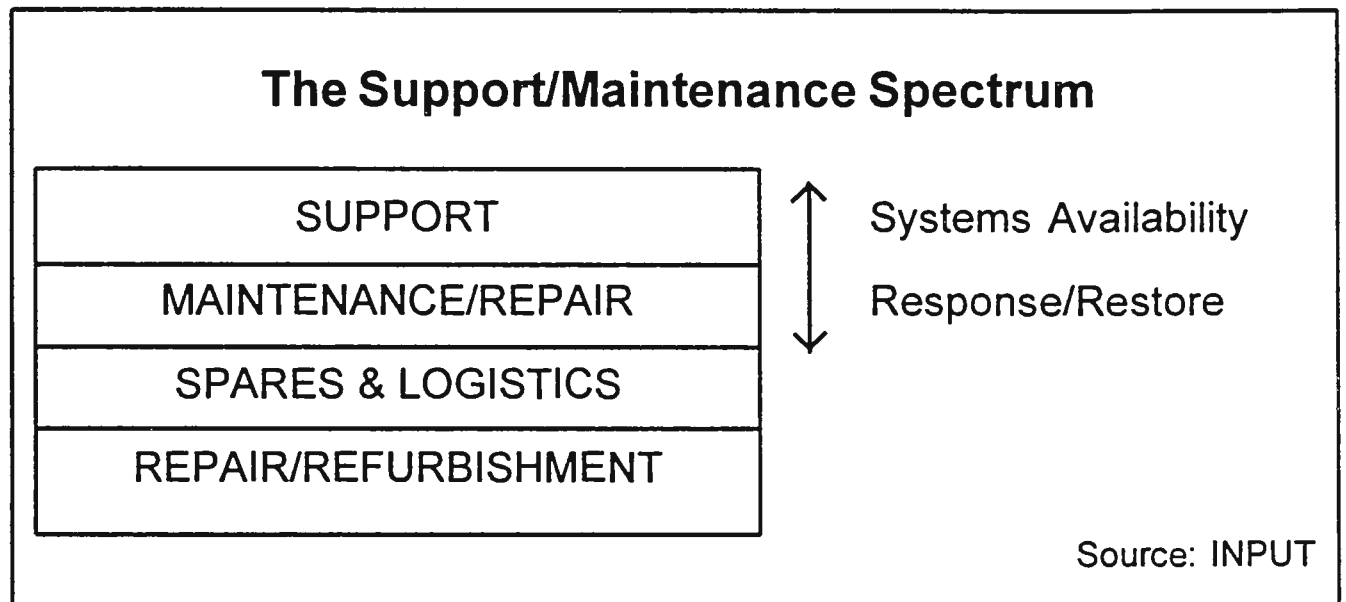 The Support/Maintenance Spectrum
SUPPORT
Systems Availability
MAINTENANCE/REPAIR
Response/Restore
SPARES & LOGISTICS
REPAIR/REFURBISHMENT
Source: INPUT